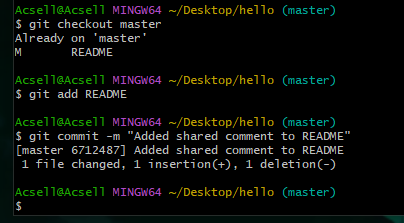 Acsell@Acsell MINGW64 ~/Desktop/hello (master)
$ git checkout master
Already on 'master'
M       README
Acsell@Acsell MINGW64 ~/Desktop/hello (master)
$ git add README
Acsell@Acsell MINGW64 ~/Desktop/hello (master)
$ git commit -m "Added shared comment to README"
[master 6712487] Added shared comment to README
 1 file changed, 1 insertion(+), 1 deletion(-)
Acsell@Acsell MINGW64 ~/Desktop/hello (master)
$